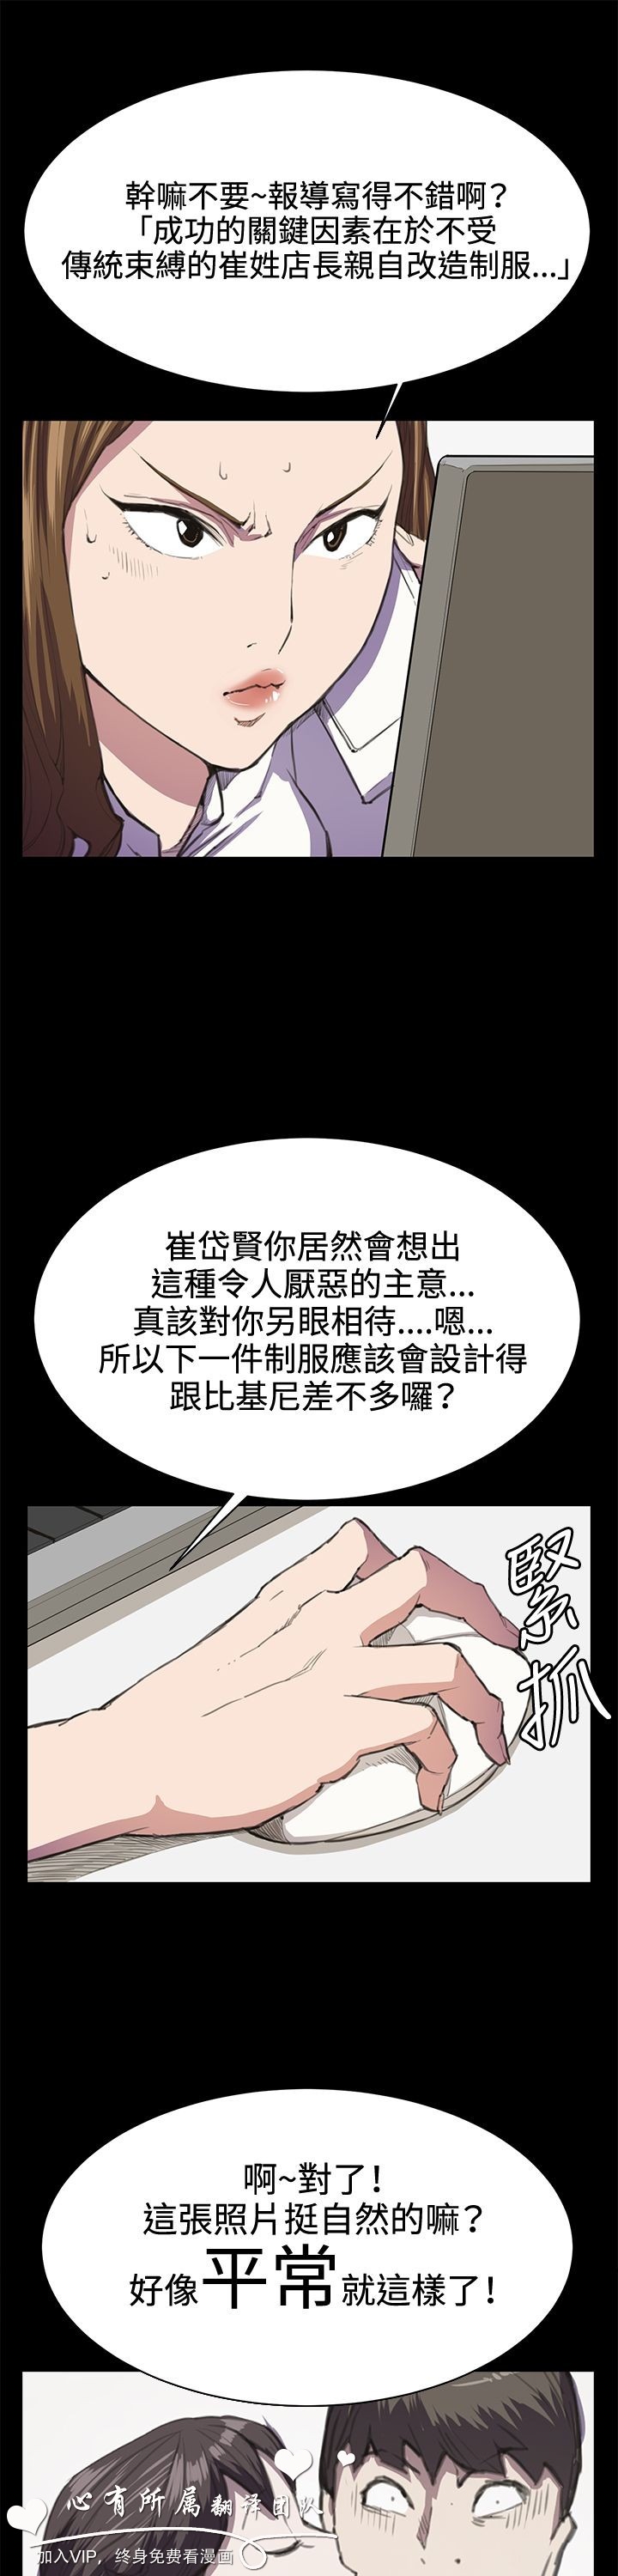 幹嘛不要~報導寫得不錯啊？
「成功的關鍵因素在於不受
傳統束縛的崔姓店長親自改造制服...」
崔岱賢你居然會想出
這種令人厭惡的主意...
真該對你另眼相待....嗯...
所以下一件制服應該會設計得
跟比基尼差不多囉？
緊
抓
啊~對了！
這張照片挺自然的嘛？
好像平常就這樣了！
心有所属翻译团队
加入VIP，终身免费看漫画